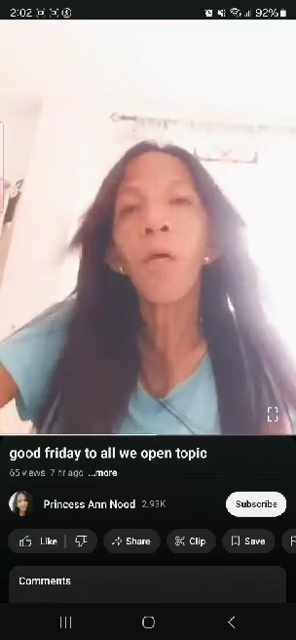 2:02 92%
good friday to all we open topic
65 views 7 hr ago ...more
Princess Ann Nood 2.93K Subscribe
Like Share Clip Save
Comments